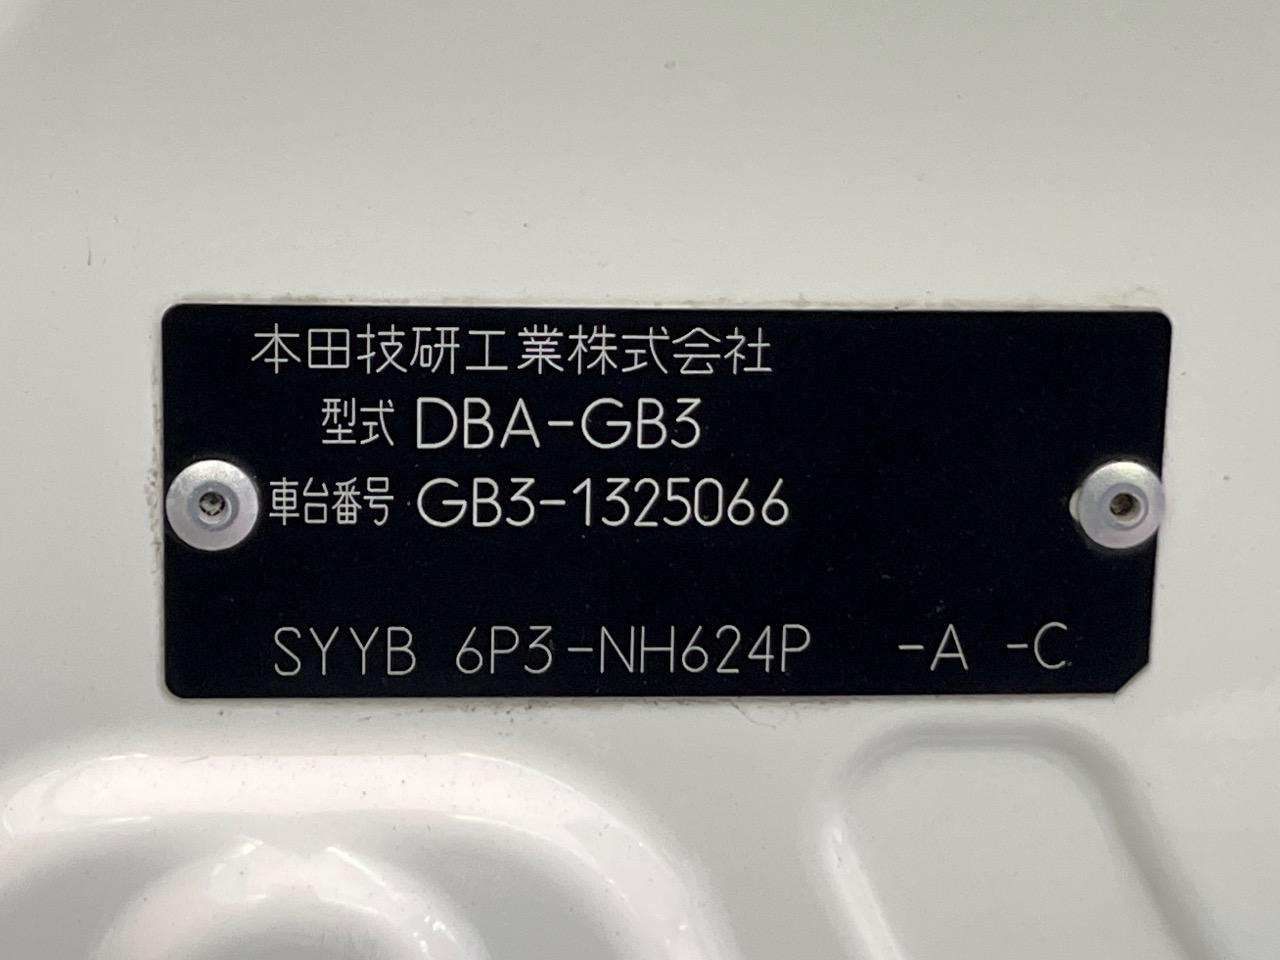 本田技研工業株式会社
型式 DBA-GB3
車台番号 GB3-1325066
SYYB 6P3-NH624P -A -C